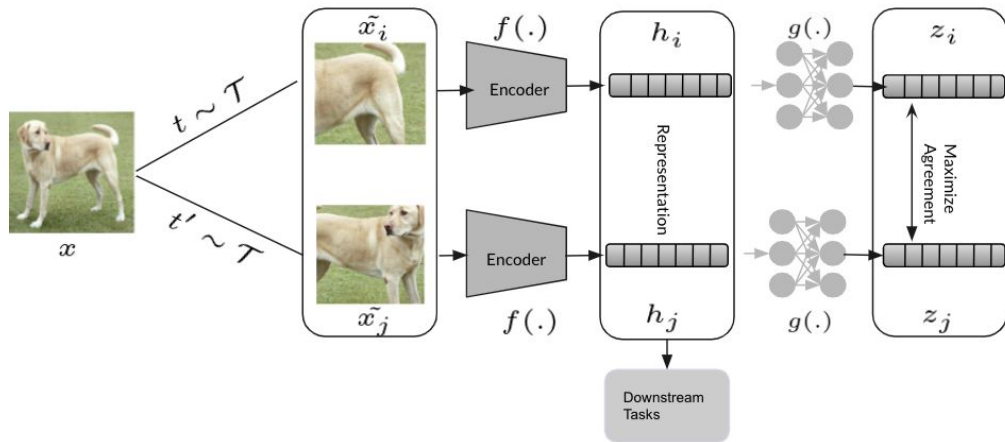 x
t ~ 𝒯
t′ ~ 𝒯
x̃_i
x̃_j
f(.)
Encoder
Encoder
f(.)
h_i
Representation
h_j
Downstream
Tasks
g(.)
g(.)
z_i
Maximize
Agreement
z_j